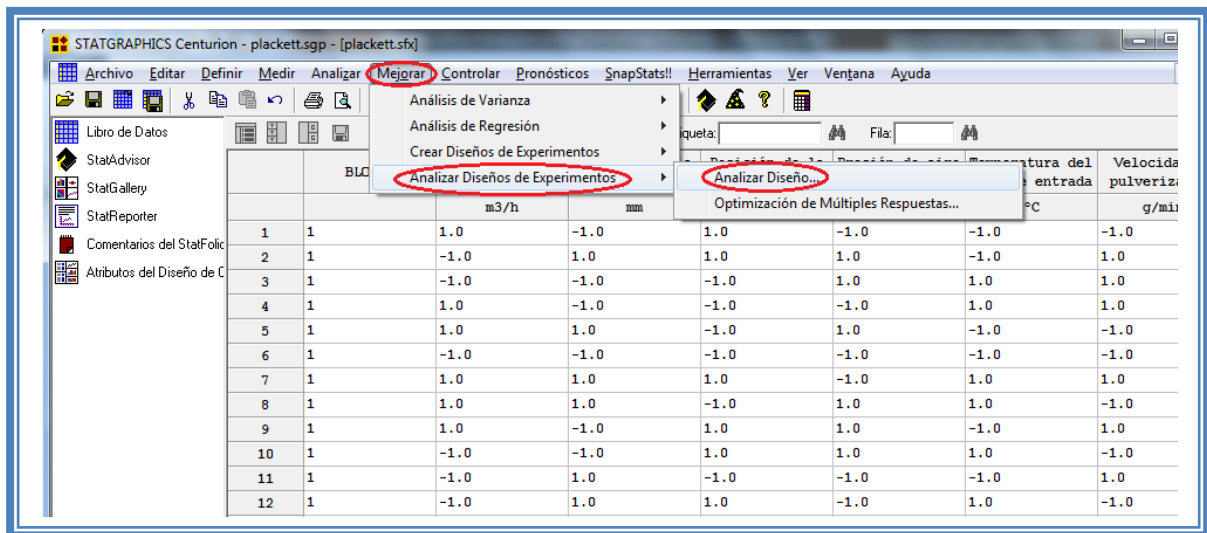 STATGRAPHICS Centurion - plackett.sgp - [plackett.sfx]
Archivo Editar Definir Medir Analizar Mejorar Controlar Pronósticos SnapStats!! Herramientas Ver Ventana Ayuda
Análisis de Varianza
Análisis de Regresión
Crear Diseños de Experimentos
Analizar Diseños de Experimentos
Analizar Diseño...
Optimización de Múltiples Respuestas...
Libro de Datos
StatAdvisor
StatGallery
StatReporter
Comentarios del StatFolio
Atributos del Diseño de
iqueta: Fila:
BLO tura del Velocida
entrada pulveriza
m3/h mm °C g/mi
1 1 1.0 -1.0 1.0 -1.0 -1.0 -1.0
2 1 -1.0 1.0 1.0 1.0 -1.0 1.0
3 1 -1.0 -1.0 -1.0 1.0 1.0 1.0
4 1 1.0 -1.0 -1.0 -1.0 1.0 1.0
5 1 1.0 1.0 -1.0 1.0 -1.0 -1.0
6 1 -1.0 -1.0 -1.0 -1.0 -1.0 -1.0
7 1 1.0 1.0 1.0 -1.0 1.0 1.0
8 1 1.0 1.0 -1.0 1.0 1.0 -1.0
9 1 1.0 -1.0 1.0 1.0 -1.0 1.0
10 1 -1.0 -1.0 1.0 1.0 1.0 -1.0
11 1 -1.0 1.0 -1.0 -1.0 -1.0 1.0
12 1 -1.0 1.0 1.0 -1.0 1.0 -1.0